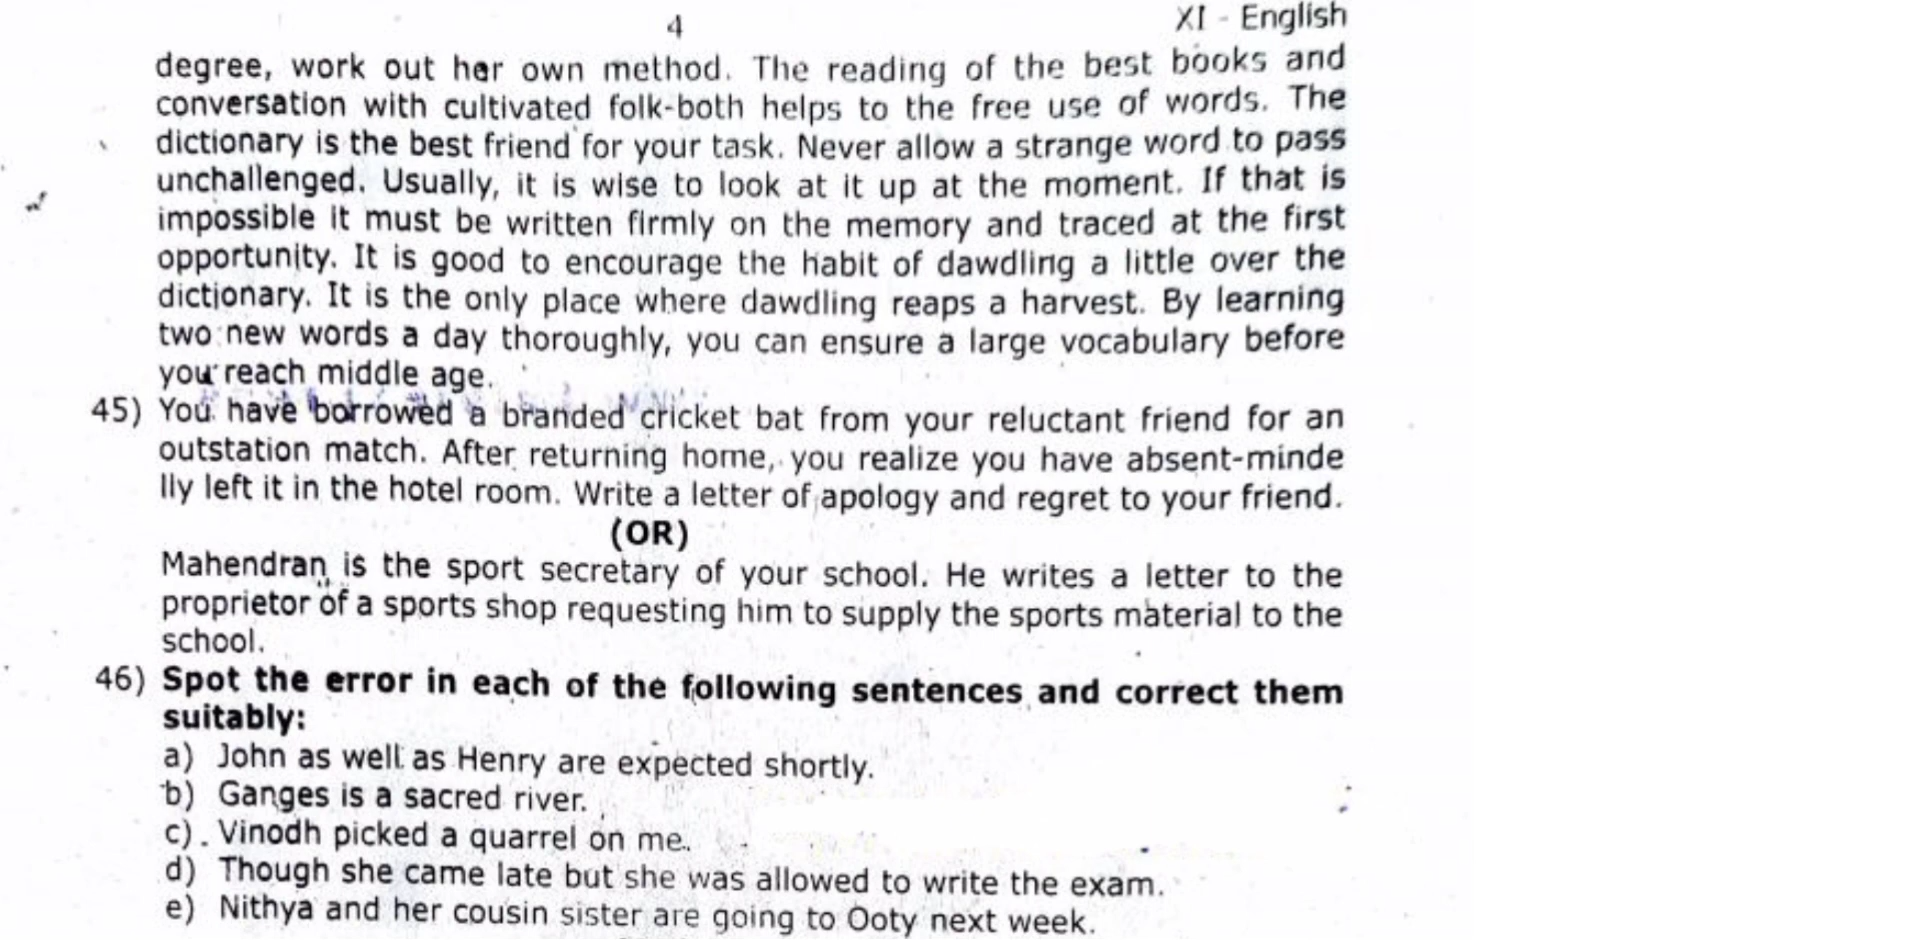 4
XI - English
degree, work out her own method. The reading of the best books and
conversation with cultivated folk-both helps to the free use of words. The
dictionary is the best friend for your task. Never allow a strange word to pass
unchallenged. Usually, it is wise to look at it up at the moment. If that is
impossible it must be written firmly on the memory and traced at the first
opportunity. It is good to encourage the habit of dawdling a little over the
dictionary. It is the only place where dawdling reaps a harvest. By learning
two new words a day thoroughly, you can ensure a large vocabulary before
you reach middle age.
45) You have borrowed a branded cricket bat from your reluctant friend for an
outstation match. After returning home, you realize you have absent-minde
lly left it in the hotel room. Write a letter of apology and regret to your friend.
(OR)
Mahendran is the sport secretary of your school. He writes a letter to the
proprietor of a sports shop requesting him to supply the sports material to the
school.
46) Spot the error in each of the following sentences and correct them
suitably:
a) John as well as Henry are expected shortly.
b) Ganges is a sacred river.
c) Vinodh picked a quarrel on me.
d) Though she came late but she was allowed to write the exam.
e) Nithya and her cousin sister are going to Ooty next week.